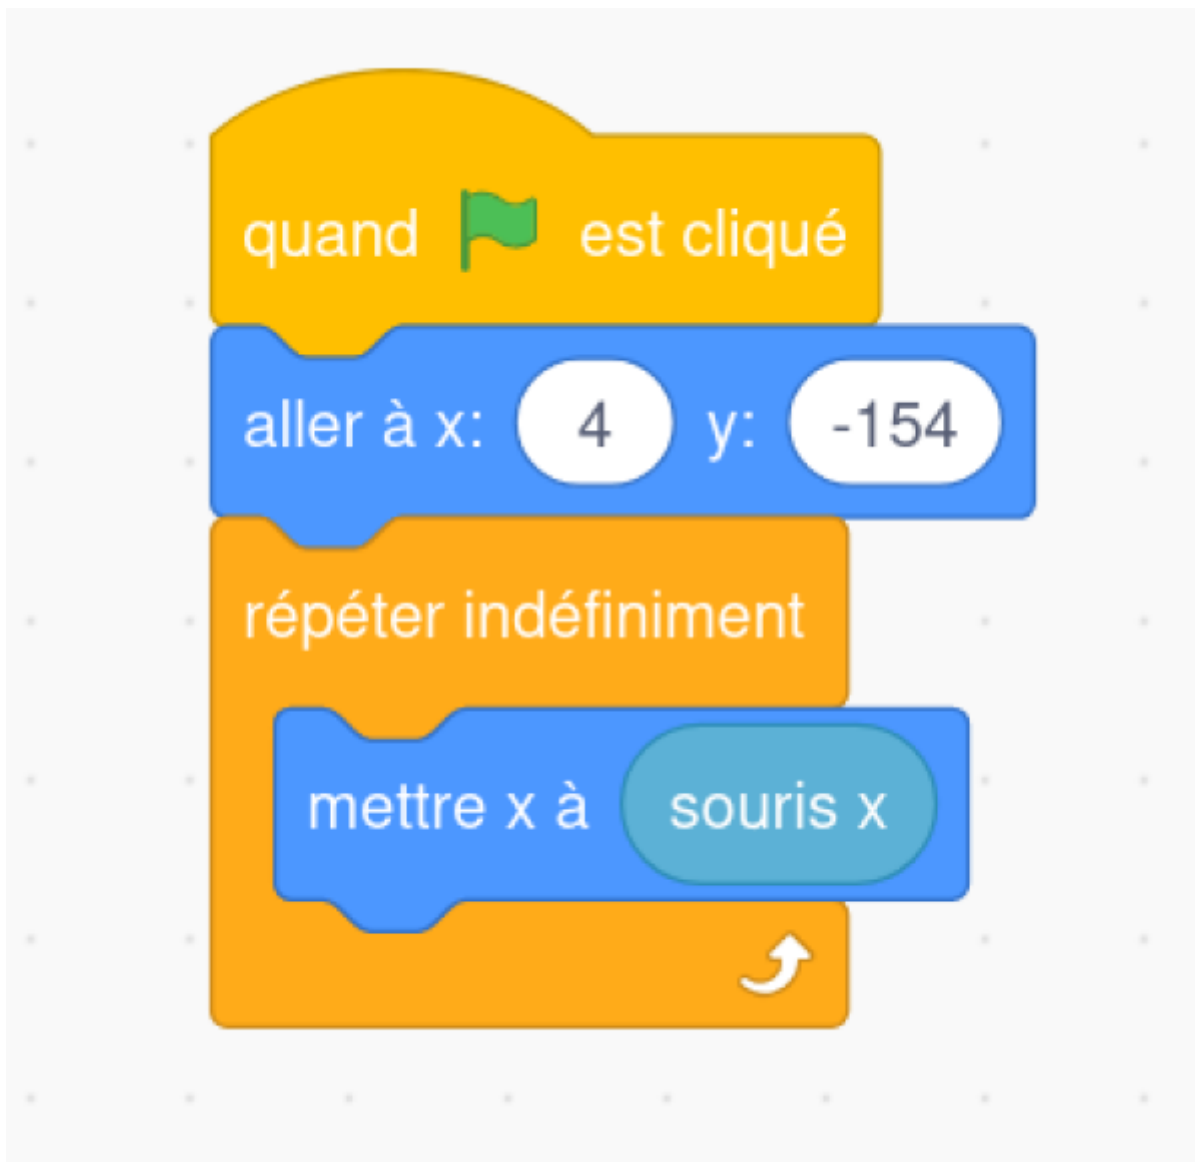 quand est cliqué
aller à x: 4 y: -154
répéter indéfiniment
mettre x à souris x